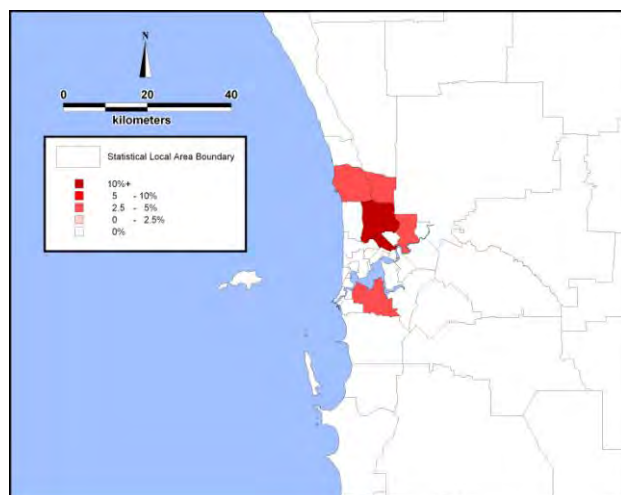 N
0 20 40
kilometers
Statistical Local Area Boundary
10%+
5 - 10%
2.5 - 5%
0 - 2.5%
0%